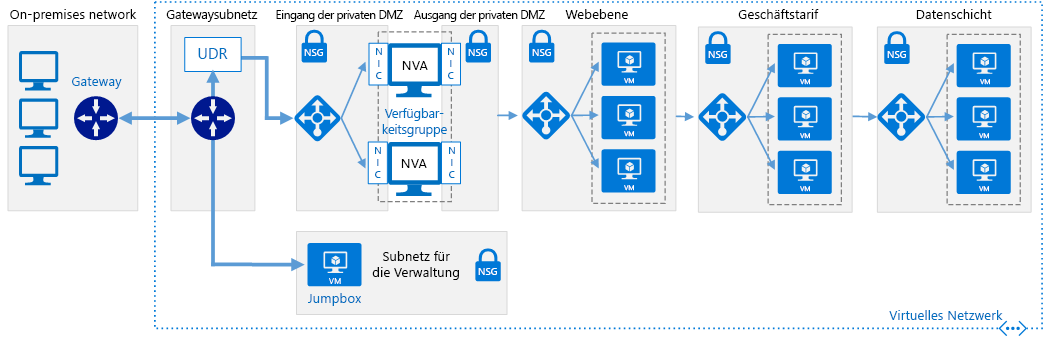 On-premises network
Gateway
Gatewaysubnetz
UDR
Eingang der privaten DMZ
NSG
NIC
NVA
Verfügbar-
keitsgruppe
NIC
NVA
Ausgang der privaten DMZ
NSG
NIC
NIC
Webebene
NSG
VM
VM
VM
Geschäftstarif
NSG
VM
VM
VM
Datenschicht
NSG
VM
VM
VM
VM
Jumpbox
Subnetz für
die Verwaltung
NSG
Virtuelles Netzwerk